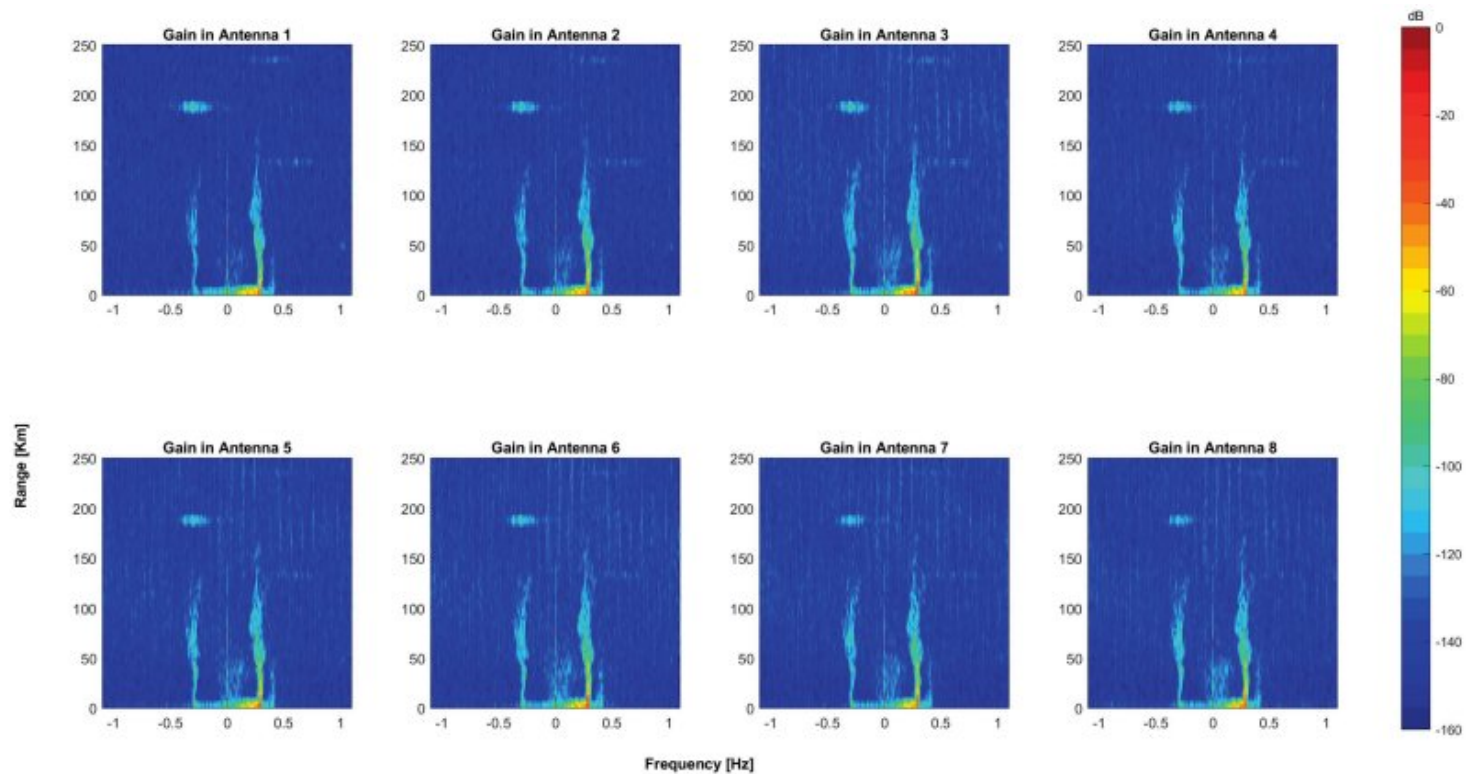 dB
Gain in Antenna 1 Gain in Antenna 2 Gain in Antenna 3 Gain in Antenna 4
250 250 250 250 0
200 200 200 200 -20
150 150 150 150 -40
100 100 100 100 -60
50 50 50 50 -80
0 0 0 0
-1 -0.5 0 0.5 1 -1 -0.5 0 0.5 1 -1 -0.5 0 0.5 1 -1 -0.5 0 0.5 1
Range [Km]
Gain in Antenna 5 Gain in Antenna 6 Gain in Antenna 7 Gain in Antenna 8
250 250 250 250 -100
200 200 200 200 -120
150 150 150 150 -140
100 100 100 100 -160
50 50 50 50
0 0 0 0
-1 -0.5 0 0.5 1 -1 -0.5 0 0.5 1 -1 -0.5 0 0.5 1 -1 -0.5 0 0.5 1
Frequency [Hz]